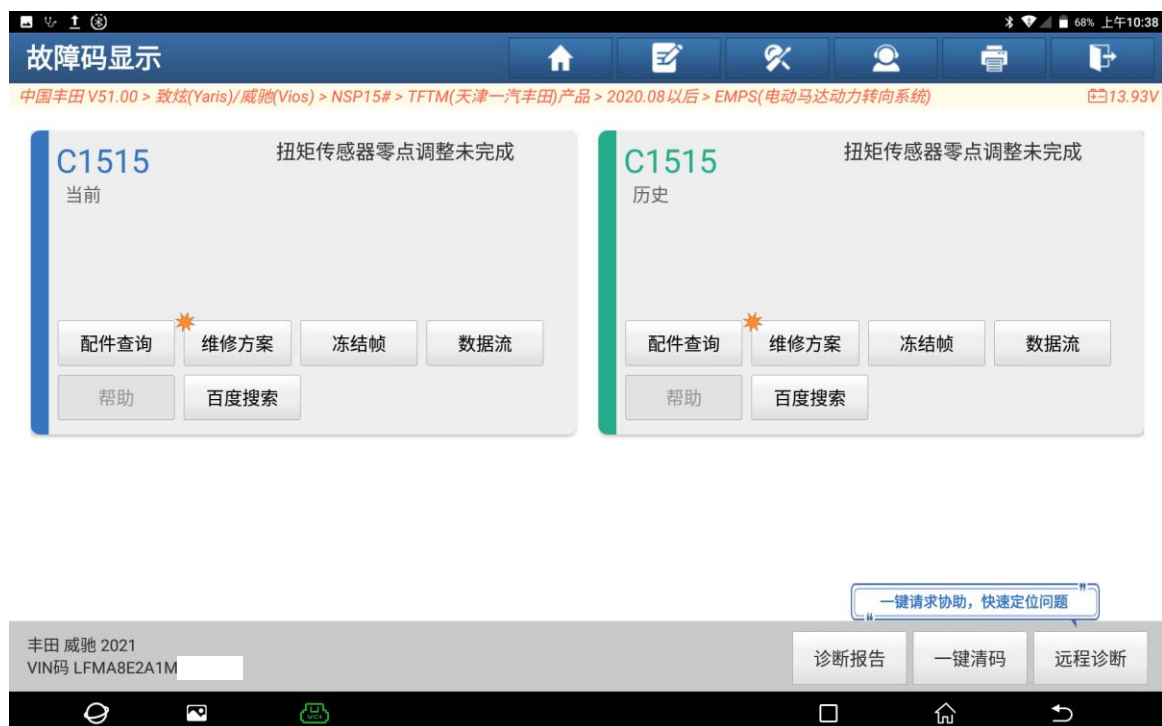 68% 上午10:38
故障码显示
中国丰田 V51.00 > 致炫(Yaris)/威驰(Vios) > NSP15# > TFTM(天津一汽丰田)产品 > 2020.08以后 > EMPS(电动马达动力转向系统) 13.93V
C1515 扭矩传感器零点调整未完成
当前
配件查询 维修方案 冻结帧 数据流
帮助 百度搜索
C1515 扭矩传感器零点调整未完成
历史
配件查询 维修方案 冻结帧 数据流
帮助 百度搜索
一键请求协助，快速定位问题
丰田 威驰 2021
VIN码 LFMA8E2A1M
诊断报告 一键清码 远程诊断
VCI